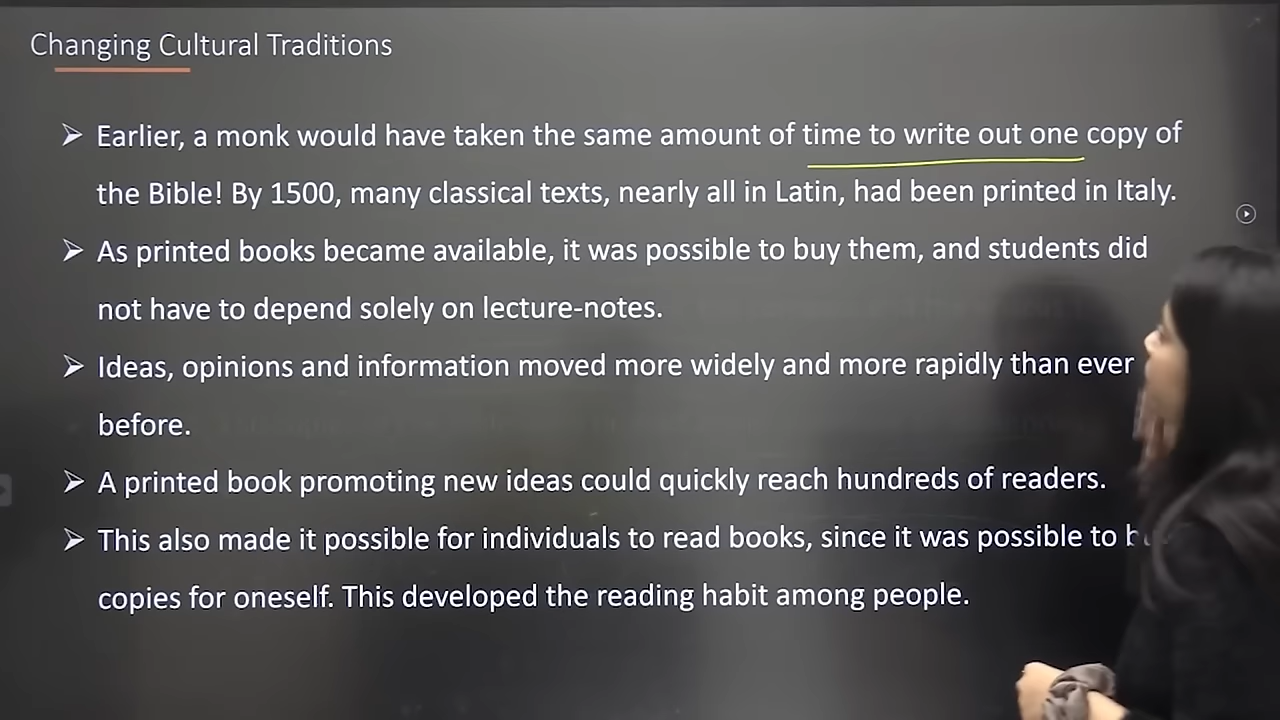 Changing Cultural Traditions
➢ Earlier, a monk would have taken the same amount of time to write out one copy of
the Bible! By 1500, many classical texts, nearly all in Latin, had been printed in Italy.
➢ As printed books became available, it was possible to buy them, and students did
not have to depend solely on lecture-notes.
➢ Ideas, opinions and information moved more widely and more rapidly than ever
before.
➢ A printed book promoting new ideas could quickly reach hundreds of readers.
➢ This also made it possible for individuals to read books, since it was possible to
copies for oneself. This developed the reading habit among people.